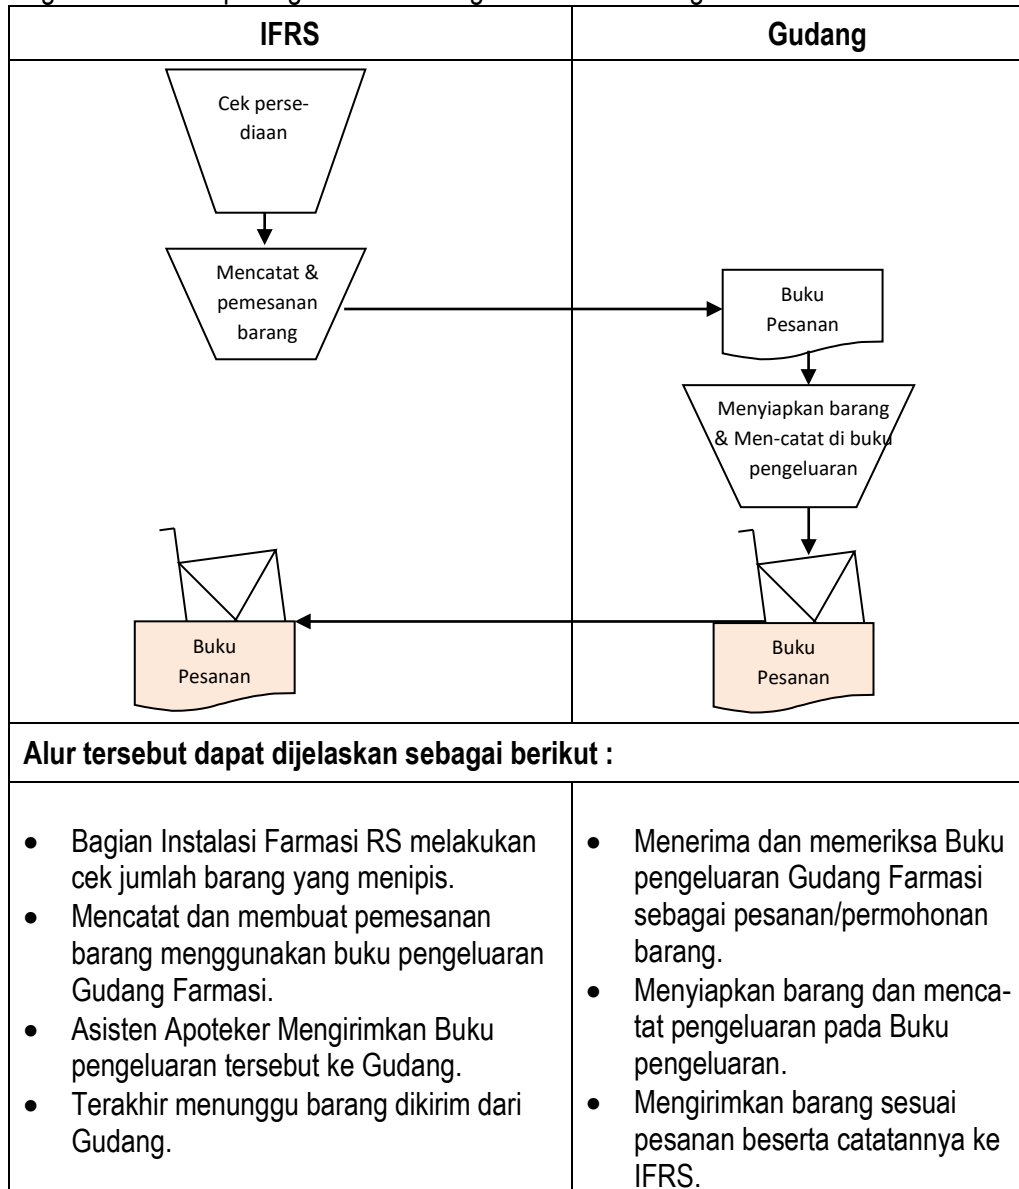 IFRS
Gudang
Cek perse-
diaan
Mencatat &
pemesanan
barang
Buku
Pesanan
Menyiapkan barang
& Men-catat di buku
pengeluaran
Buku
Pesanan
Buku
Pesanan
Alur tersebut dapat dijelaskan sebagai berikut :
• Bagian Instalasi Farmasi RS melakukan
cek jumlah barang yang menipis.
• Mencatat dan membuat pemesanan
barang menggunakan buku pengeluaran
Gudang Farmasi.
• Asisten Apoteker Mengirimkan Buku
pengeluaran tersebut ke Gudang.
• Terakhir menunggu barang dikirim dari
Gudang.
• Menerima dan memeriksa Buku
pengeluaran Gudang Farmasi
sebagai pesanan/permohonan
barang.
• Menyiapkan barang dan menca-
tat pengeluaran pada Buku
pengeluaran.
• Mengirimkan barang sesuai
pesanan beserta catatannya ke
IFRS.